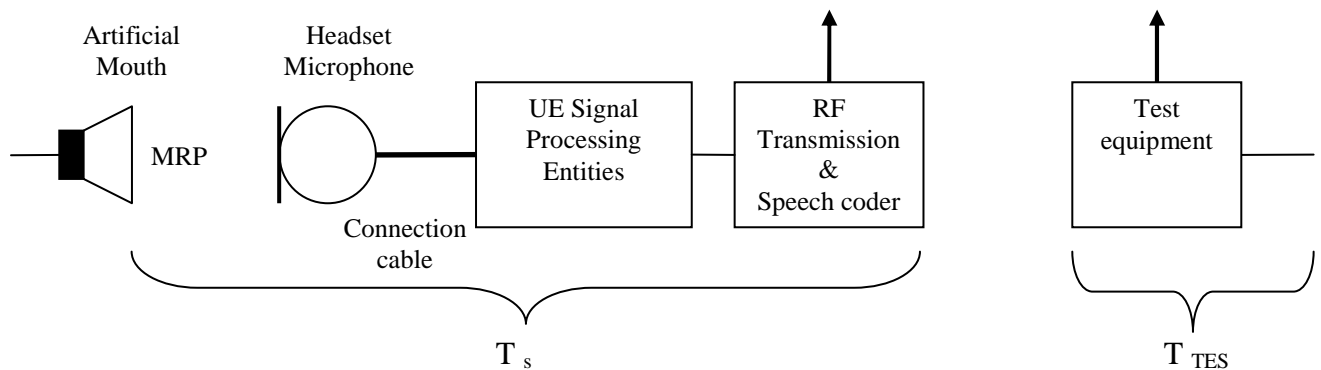 Artificial
Mouth
MRP
Headset
Microphone
Connection
cable
UE Signal
Processing
Entities
RF
Transmission
&
Speech coder
Test
equipment
T s
T TES